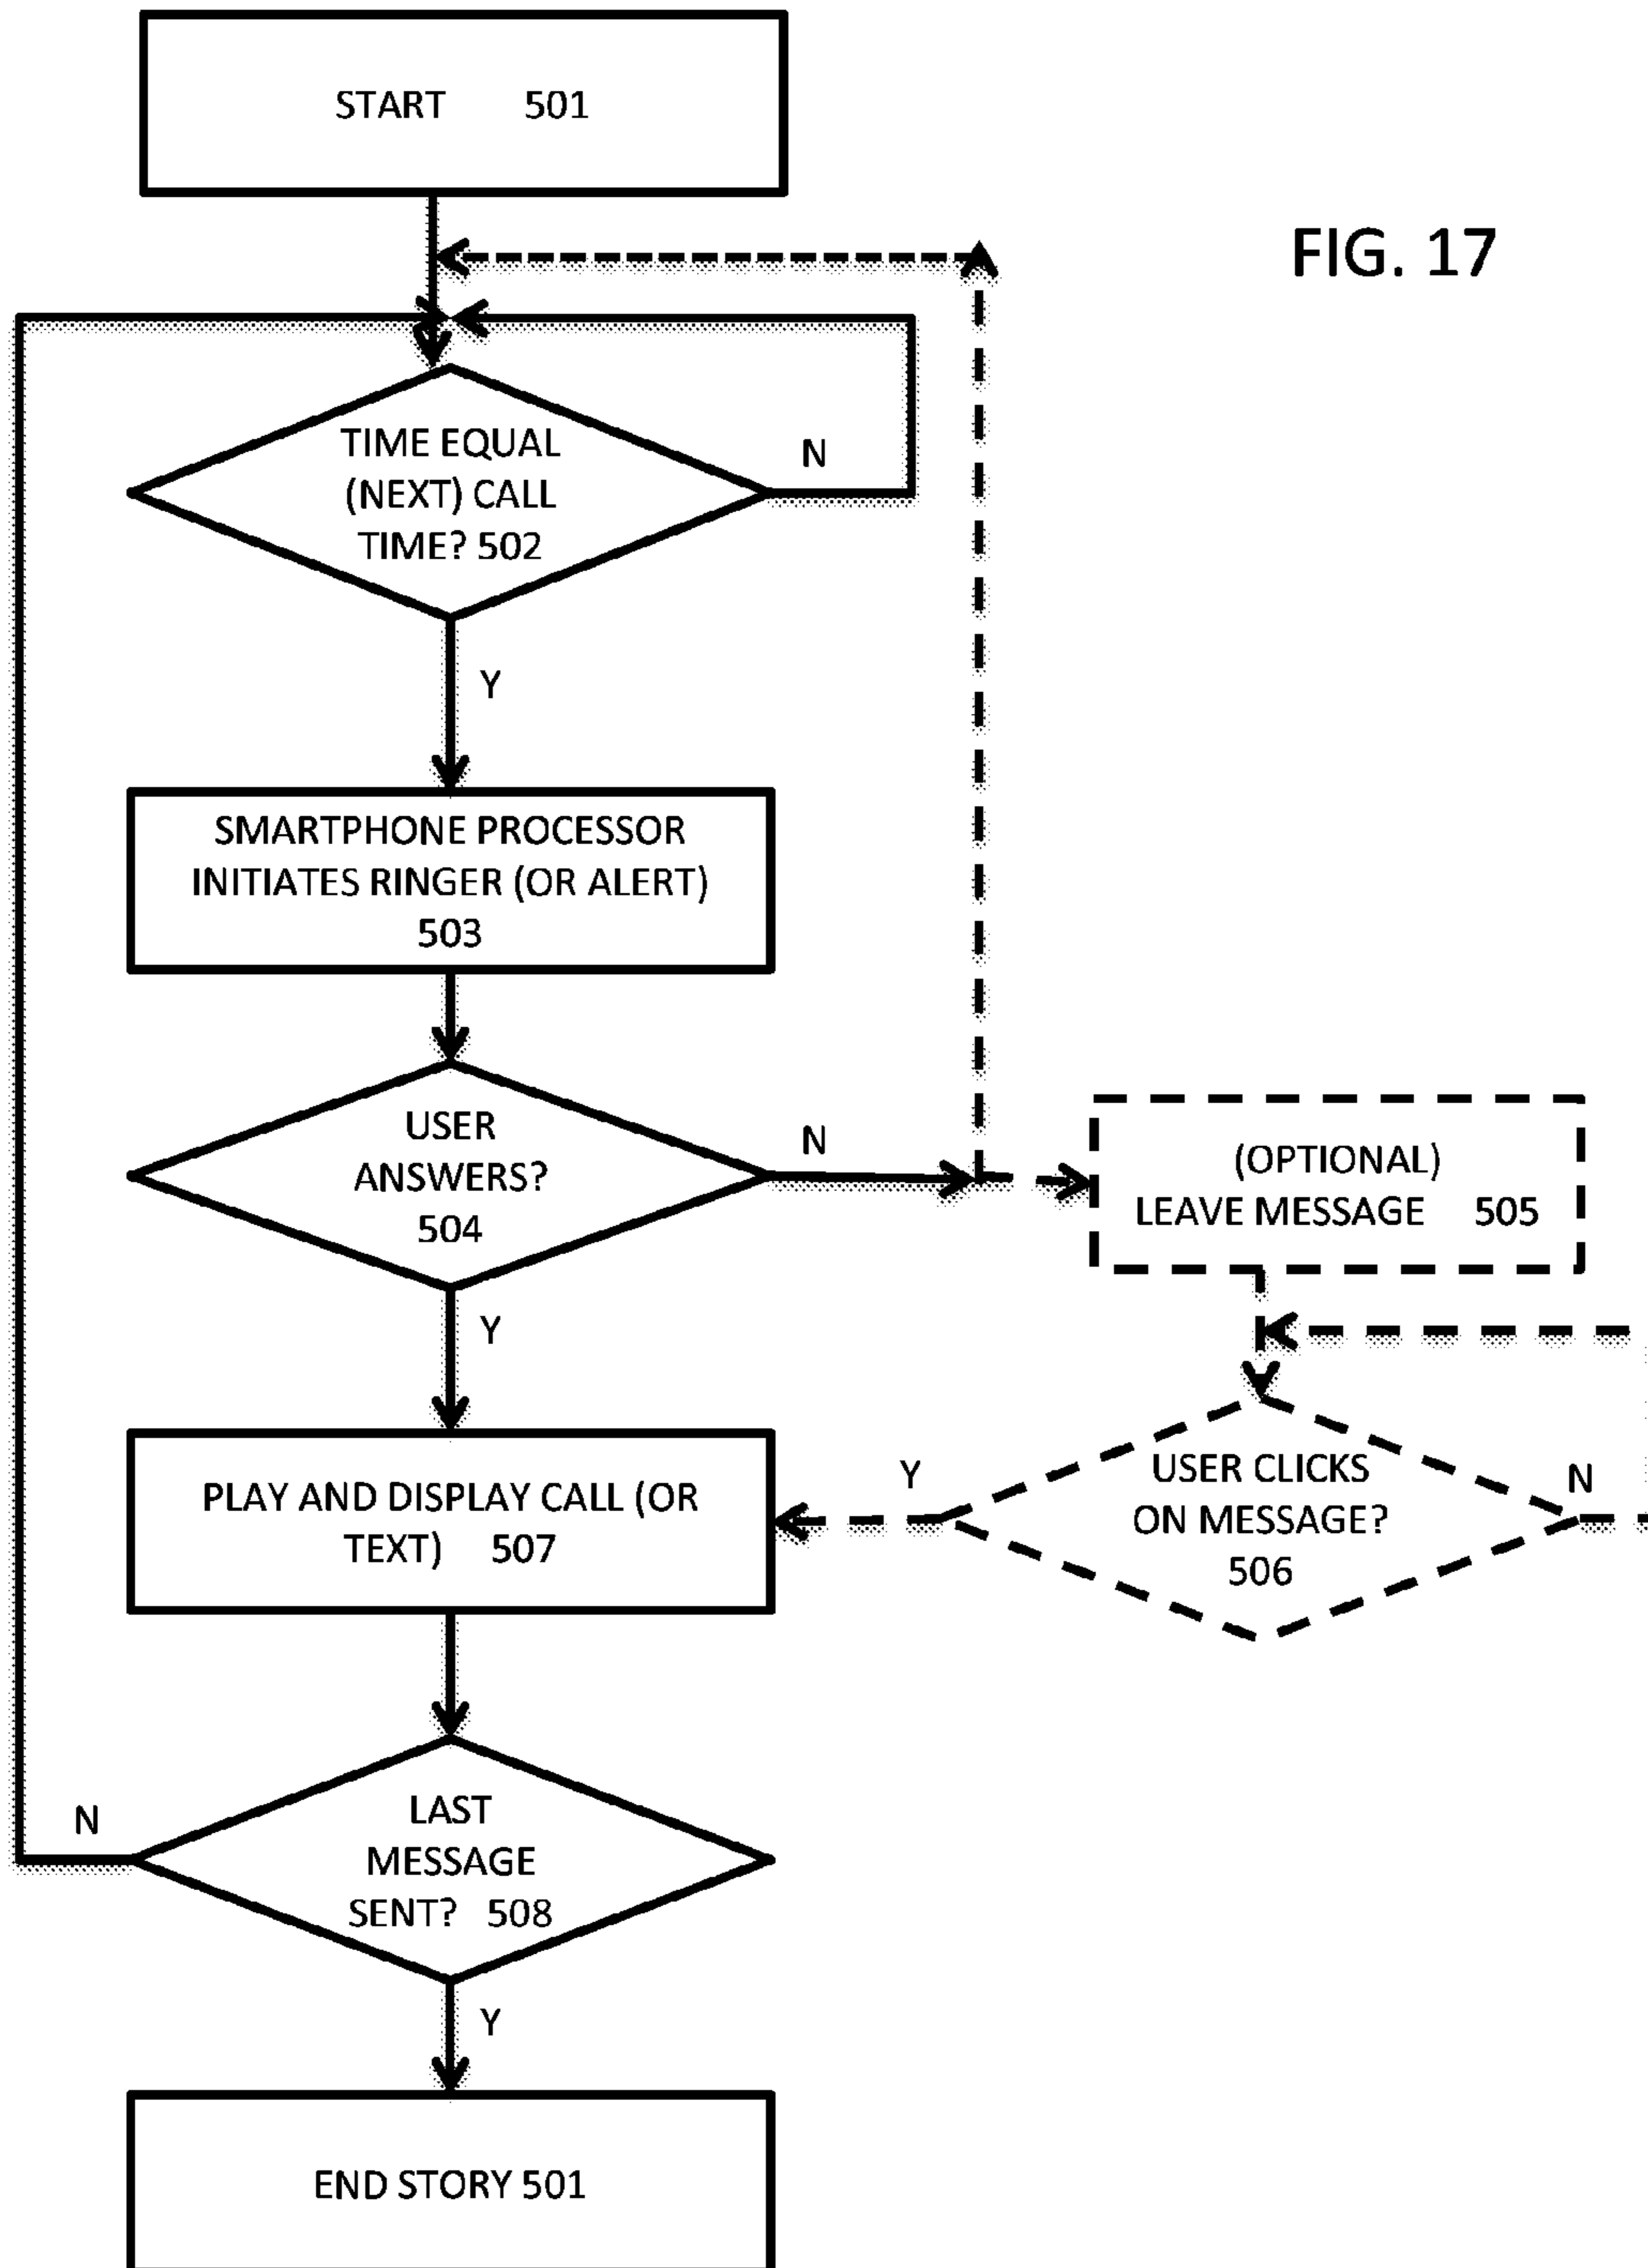 START 501
FIG. 17
TIME EQUAL
(NEXT) CALL
TIME? 502
N
Y
SMARTPHONE PROCESSOR
INITIATES RINGER (OR ALERT)
503
USER
ANSWERS?
504
N
(OPTIONAL)
LEAVE MESSAGE 505
Y
PLAY AND DISPLAY CALL (OR
TEXT) 507
Y
USER CLICKS
ON MESSAGE?
506
N
LAST
MESSAGE
SENT? 508
N
Y
END STORY 501